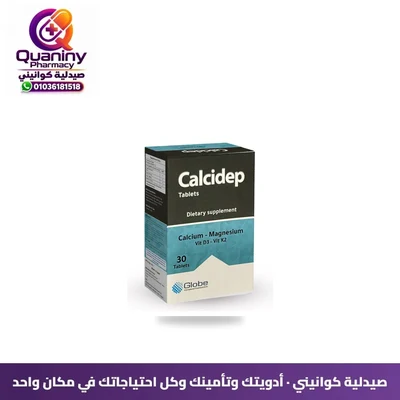 Quaniny
Pharmacy
صيدلية كوانيني
01036181518
Calcidep
Tablets
Dietary supplement
Calcium - Magnesium
Vit D3 - Vit K2
30
Tablets
Globe
صيدلية كوانيني · أدويتك وتأمينك وكل احتياجاتك في مكان واحد